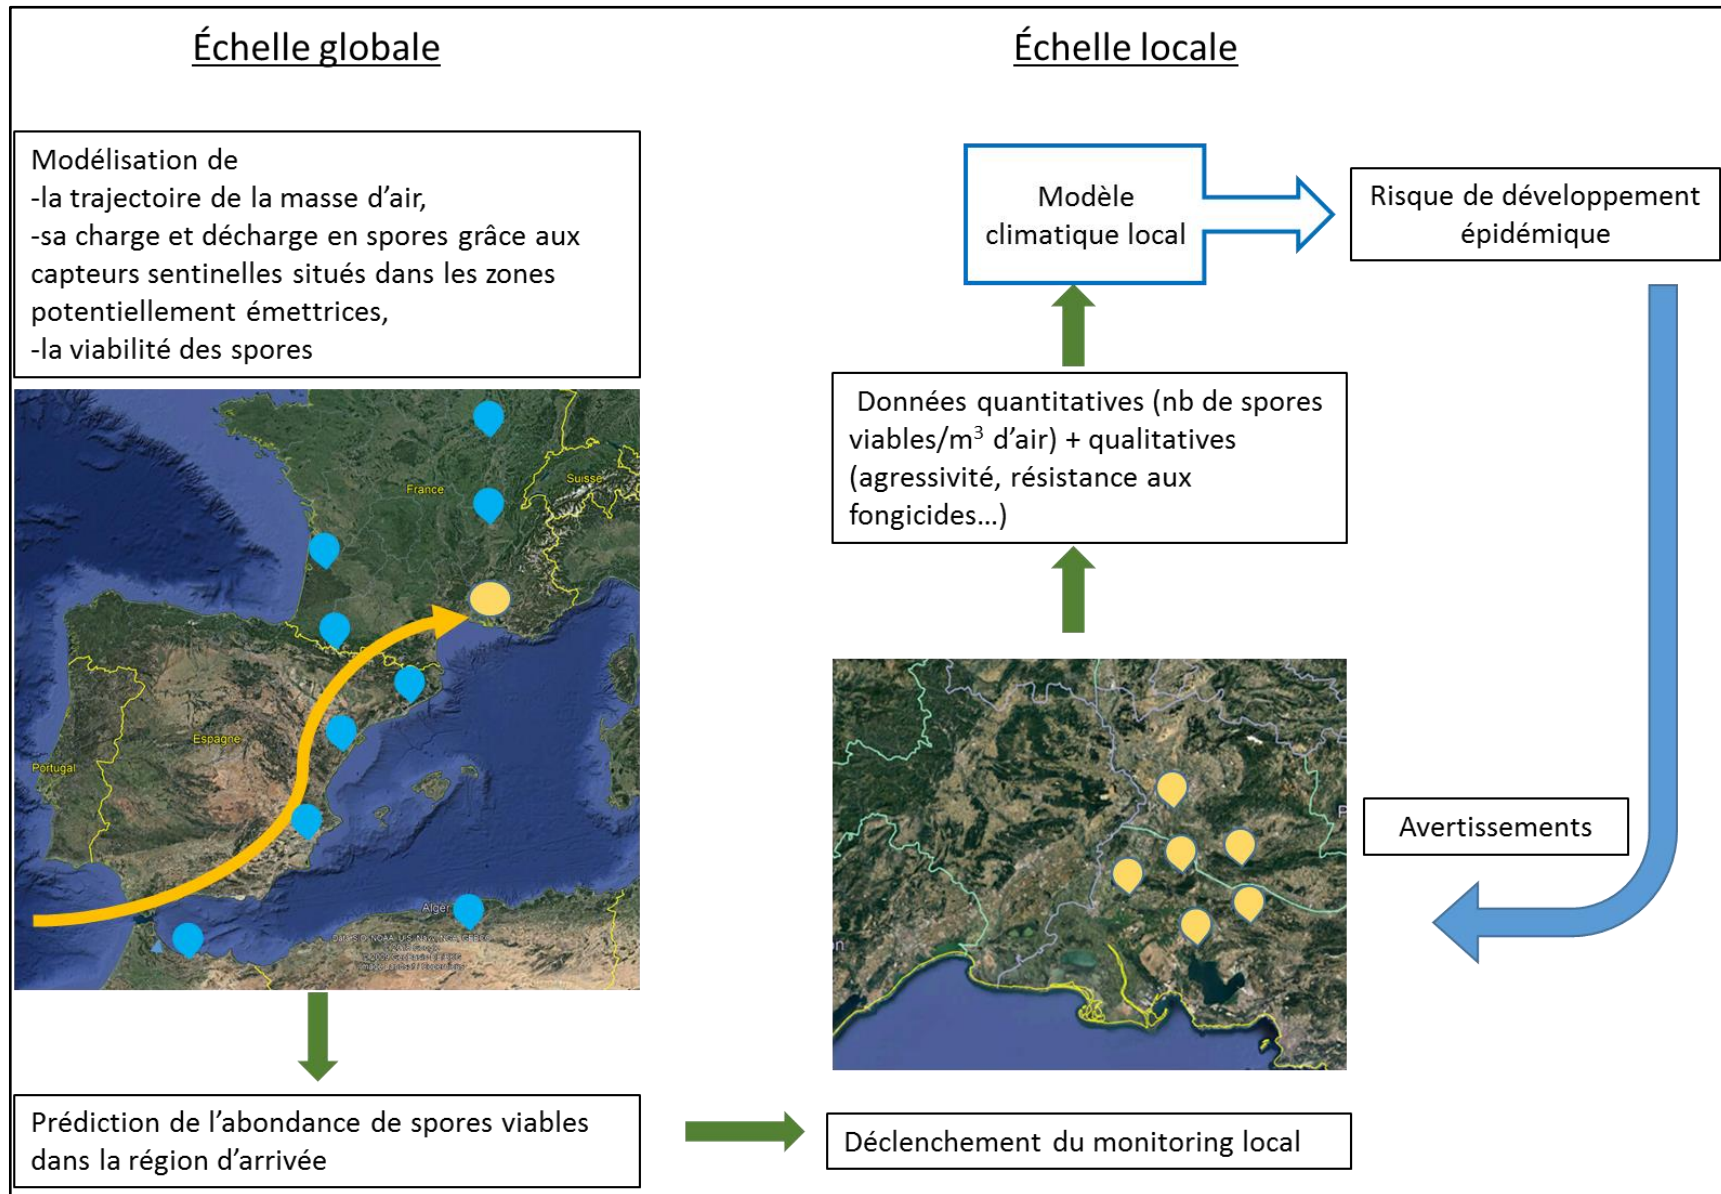 Échelle globale
Échelle locale
Modélisation de
-la trajectoire de la masse d’air,
-sa charge et décharge en spores grâce aux
capteurs sentinelles situés dans les zones
potentiellement émettrices,
-la viabilité des spores
France
Suisse
Espagne
Portugal
Alger
Prédiction de l’abondance de spores viables
dans la région d’arrivée
Déclenchement du monitoring local
Données quantitatives (nb de spores
viables/m³ d’air) + qualitatives
(agressivité, résistance aux
fongicides…)
Modèle
climatique local
Risque de développement
épidémique
Avertissements